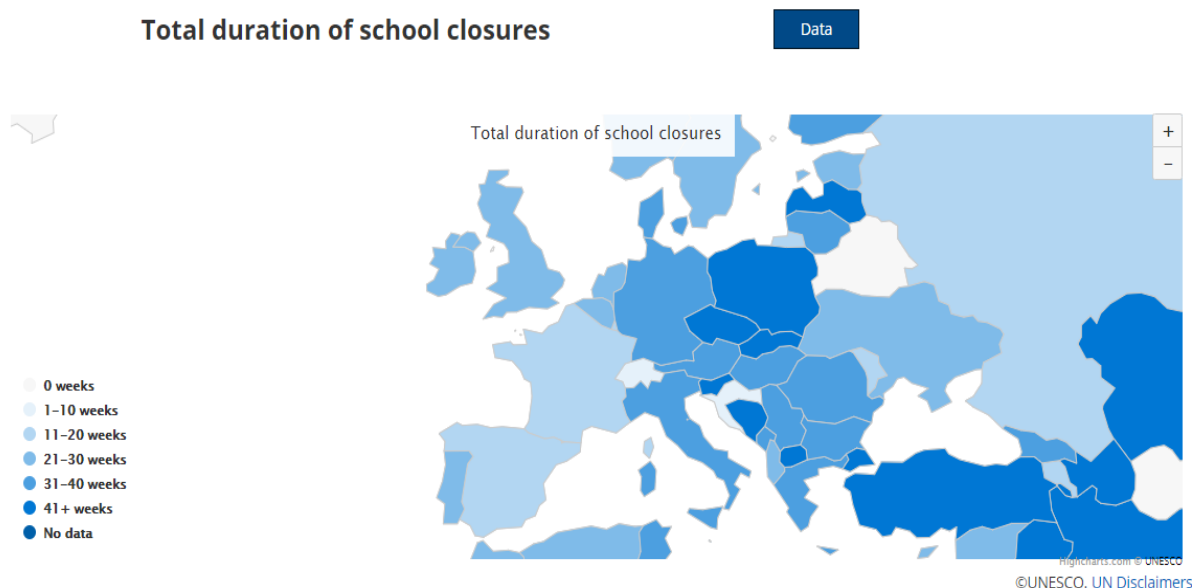 Total duration of school closures
Data
Total duration of school closures
+
−
0 weeks
1–10 weeks
11–20 weeks
21–30 weeks
31–40 weeks
41+ weeks
No data
Highcharts.com © UNESCO
©UNESCO, UN Disclaimers